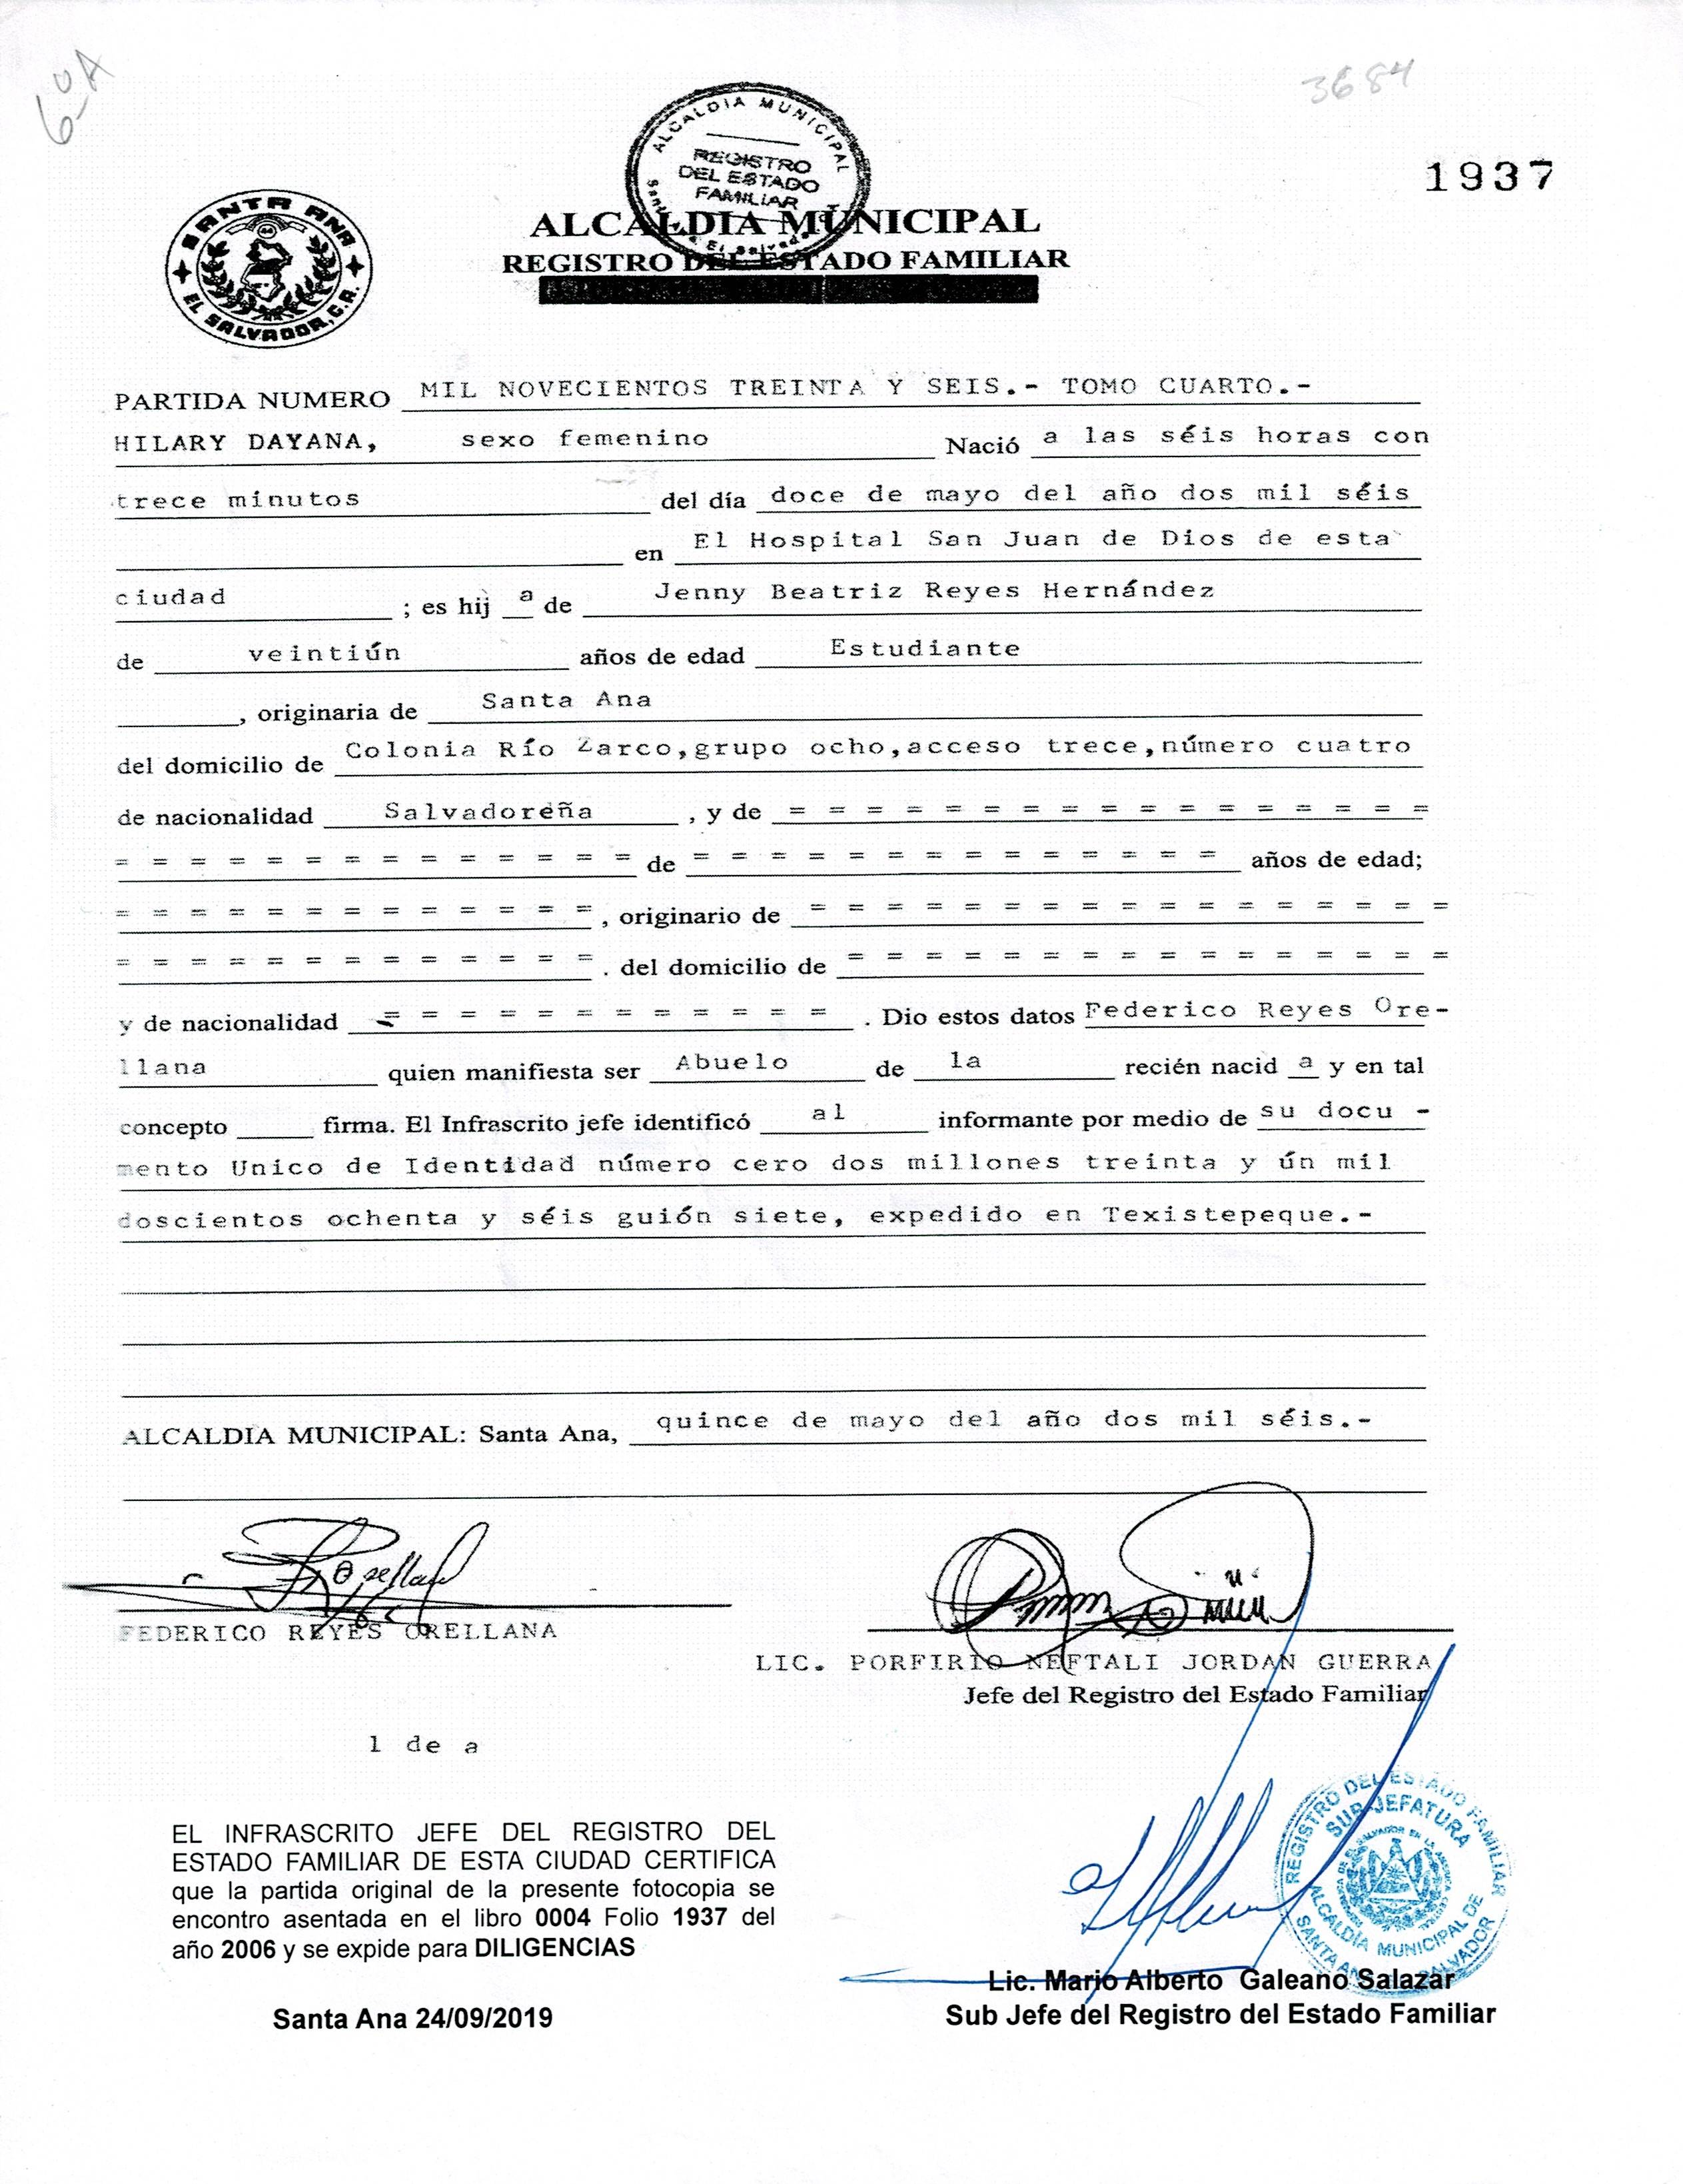 6º A
3684
1937
ALCALDIA MUNICIPAL
REGISTRO
DEL ESTADO
FAMILIAR
El Salvador
SANTA ANA
EL SALVADOR, C.A.
ALCALDIA MUNICIPAL
REGISTRO DEL ESTADO FAMILIAR
PARTIDA NUMERO MIL NOVECIENTOS TREINTA Y SEIS.- TOMO CUARTO.-
HILARY DAYANA, sexo femenino Nació a las séis horas con
trece minutos del día doce de mayo del año dos mil séis
en El Hospital San Juan de Dios de esta
ciudad ; es hij a de Jenny Beatriz Reyes Hernández
de veintiún años de edad Estudiante
, originaria de Santa Ana
del domicilio de Colonia Río Zarco,grupo ocho,acceso trece,número cuatro
de nacionalidad Salvadoreña , y de = = = = = = = = = = = = = = = = =
= = = = = = = = = = = = = = de = = = = = = = = = = = = = = años de edad;
= = = = = = = = = = = = = , originario de = = = = = = = = = = = = = = = = =
= = = = = = = = = = = = = . del domicilio de = = = = = = = = = = = = = = = =
y de nacionalidad = = = = = = = = = = = = . Dio estos datos Federico Reyes Ore-
llana quien manifiesta ser Abuelo de la recién nacid a y en tal
concepto firma. El Infrascrito jefe identificó al informante por medio de su docu -
mento Unico de Identidad número cero dos millones treinta y ún mil
doscientos ochenta y séis guión siete, expedido en Texistepeque.-
ALCALDIA MUNICIPAL: Santa Ana, quince de mayo del año dos mil séis.-
FEDERICO REYES ORELLANA
LIC. PORFIRIO NEFTALI JORDAN GUERRA
Jefe del Registro del Estado Familiar
1 de a
EL INFRASCRITO JEFE DEL REGISTRO DEL
ESTADO FAMILIAR DE ESTA CIUDAD CERTIFICA
que la partida original de la presente fotocopia se
encontro asentada en el libro 0004 Folio 1937 del
año 2006 y se expide para DILIGENCIAS
Santa Ana 24/09/2019
REGISTRO DEL ESTADO FAMILIAR
SUB JEFATURA
ALCALDÍA MUNICIPAL DE
SANTA ANA SALVADOR
Lic. Mario Alberto Galeano Salazar
Sub Jefe del Registro del Estado Familiar